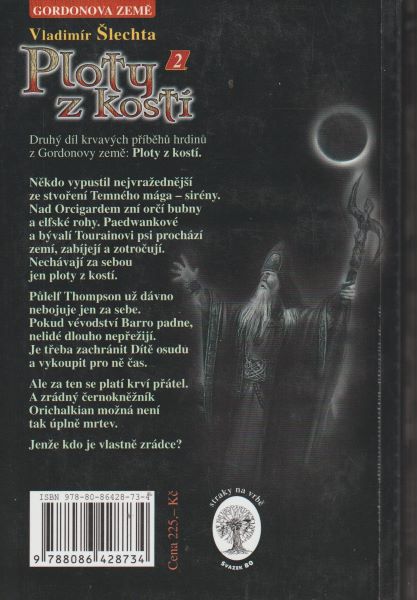 GORDONOVA ZEMĚ
Vladimír Šlechta
Ploty
z kostí
2
Druhý díl krvavých příběhů hrdinů
z Gordonovy země: Ploty z kostí.
Někdo vypustil nejvražednější
ze stvoření Temného mága – sirény.
Nad Orcigardem zní orčí bubny
a elfské rohy. Paedwankové
a bývalí Tourainovi psi prochází
zemí, zabíjejí a zotročují.
Nechávají za sebou
jen ploty z kostí.
Půlelf Thompson už dávno
nebojuje jen za sebe.
Pokud vévodství Barro padne,
nelidé dlouho nepřežijí.
Je třeba zachránit Dítě osudu
a vykoupit pro ně čas.
Ale za ten se platí krví přátel.
A zrádný černokněžník
Orichalkian možná není
tak úplně mrtev.
Jenže kdo je vlastně zrádce?
ISBN 978-80-86428-73-4
9 788086 428734
Cena 225,– Kč
straky na vrbě
SVAZEK 80